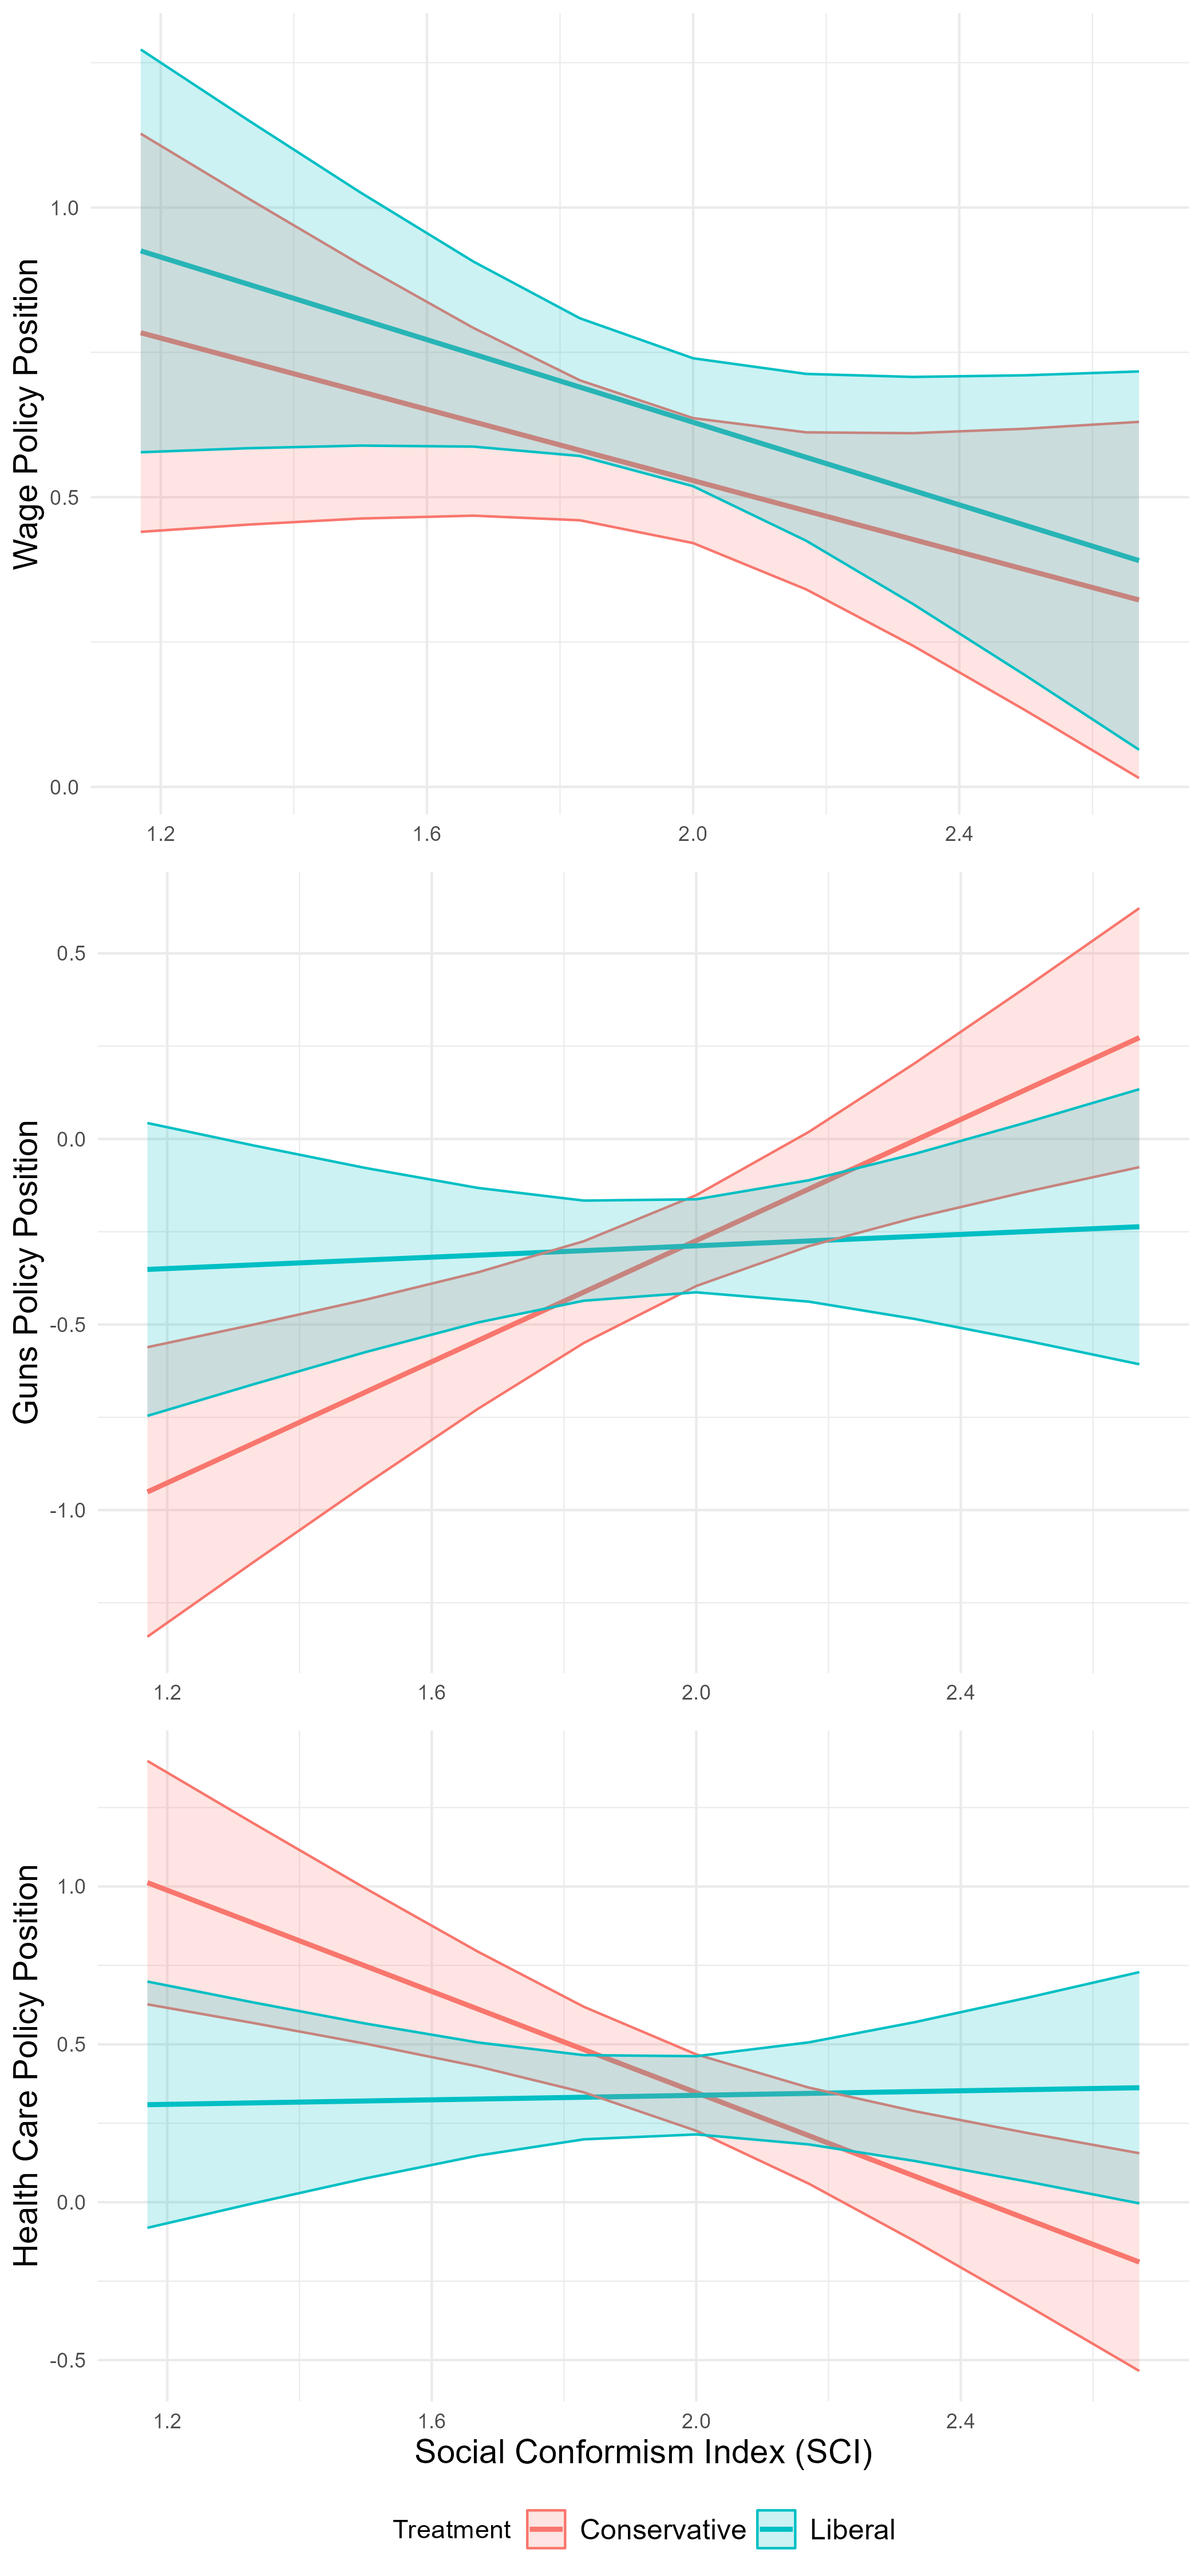 Wage Policy Position
1.0
0.5
0.0
1.2 1.6 2.0 2.4
Guns Policy Position
0.5
0.0
-0.5
-1.0
1.2 1.6 2.0 2.4
Health Care Policy Position
1.0
0.5
0.0
-0.5
1.2 1.6 2.0 2.4
Social Conformism Index (SCI)
Treatment Conservative Liberal